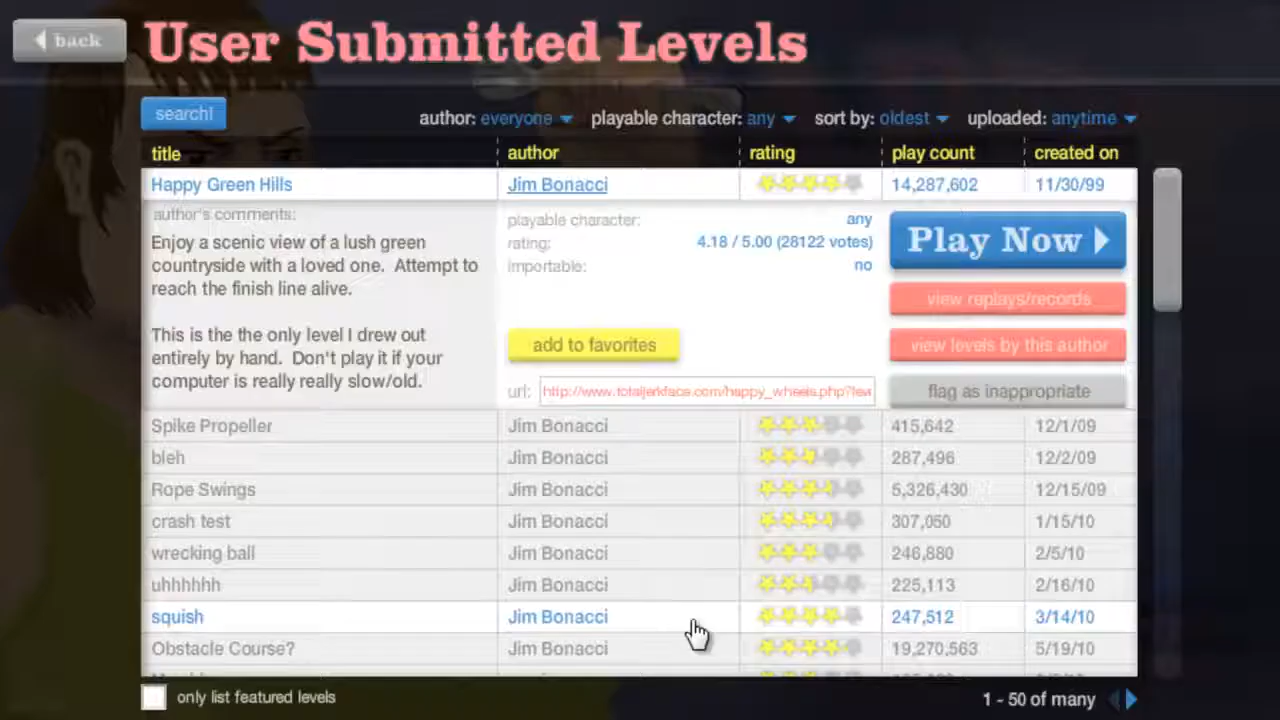 back
User Submitted Levels
search!
author: everyone playable character: any sort by: oldest uploaded: anytime
title author rating play count created on
Happy Green Hills Jim Bonacci 14,287,602 11/30/99
author's comments:
Enjoy a scenic view of a lush green
countryside with a loved one. Attempt to
reach the finish line alive.
This is the the only level I drew out
entirely by hand. Don't play it if your
computer is really really slow/old.
playable character: any
rating: 4.18 / 5.00 (28122 votes)
importable: no
add to favorites
url: http://www.totaljerkface.com/happy_wheels.php?lev
Play Now
view replays/records
view levels by this author
flag as inappropriate
Spike Propeller Jim Bonacci 415,642 12/1/09
bleh Jim Bonacci 287,496 12/2/09
Rope Swings Jim Bonacci 5,326,430 12/15/09
crash test Jim Bonacci 307,050 1/15/10
wrecking ball Jim Bonacci 246,880 2/5/10
uhhhhhh Jim Bonacci 225,113 2/16/10
squish Jim Bonacci 247,512 3/14/10
Obstacle Course? Jim Bonacci 19,270,563 5/19/10
only list featured levels
1 - 50 of many